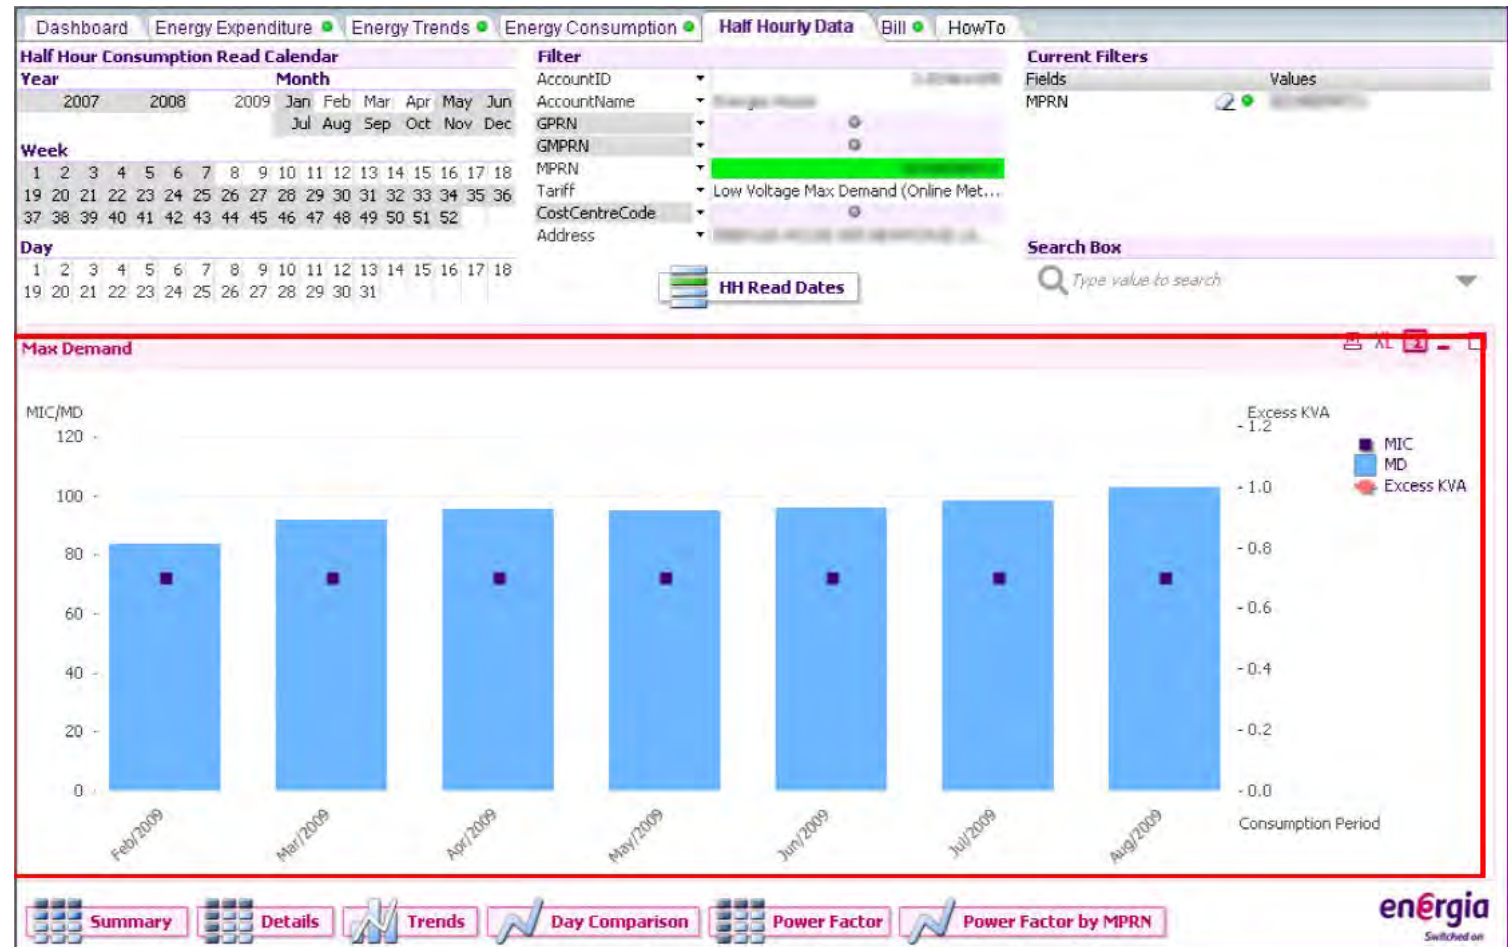 Dashboard Energy Expenditure Energy Trends Energy Consumption Half Hourly Data Bill HowTo
Half Hour Consumption Read Calendar
Year Month
2007 2008 2009 Jan Feb Mar Apr May Jun
Jul Aug Sep Oct Nov Dec
Week
1 2 3 4 5 6 7 8 9 10 11 12 13 14 15 16 17 18
19 20 21 22 23 24 25 26 27 28 29 30 31 32 33 34 35 36
37 38 39 40 41 42 43 44 45 46 47 48 49 50 51 52
Day
1 2 3 4 5 6 7 8 9 10 11 12 13 14 15 16 17 18
19 20 21 22 23 24 25 26 27 28 29 30 31
Filter
AccountID
AccountName
GPRN
GMPRN
MPRN
Tariff Low Voltage Max Demand (Online Met...
CostCentreCode
Address
HH Read Dates
Current Filters
Fields Values
MPRN
Search Box
Type value to search
Max Demand
XL
MIC/MD
120
100
80
60
40
20
0
Excess KVA
1.2
1.0
0.8
0.6
0.4
0.2
0.0
MIC
MD
Excess KVA
Feb/2009 Mar/2009 Apr/2009 May/2009 Jun/2009 Jul/2009 Aug/2009
Consumption Period
Summary Details Trends Day Comparison Power Factor Power Factor by MPRN
energia
Switched on